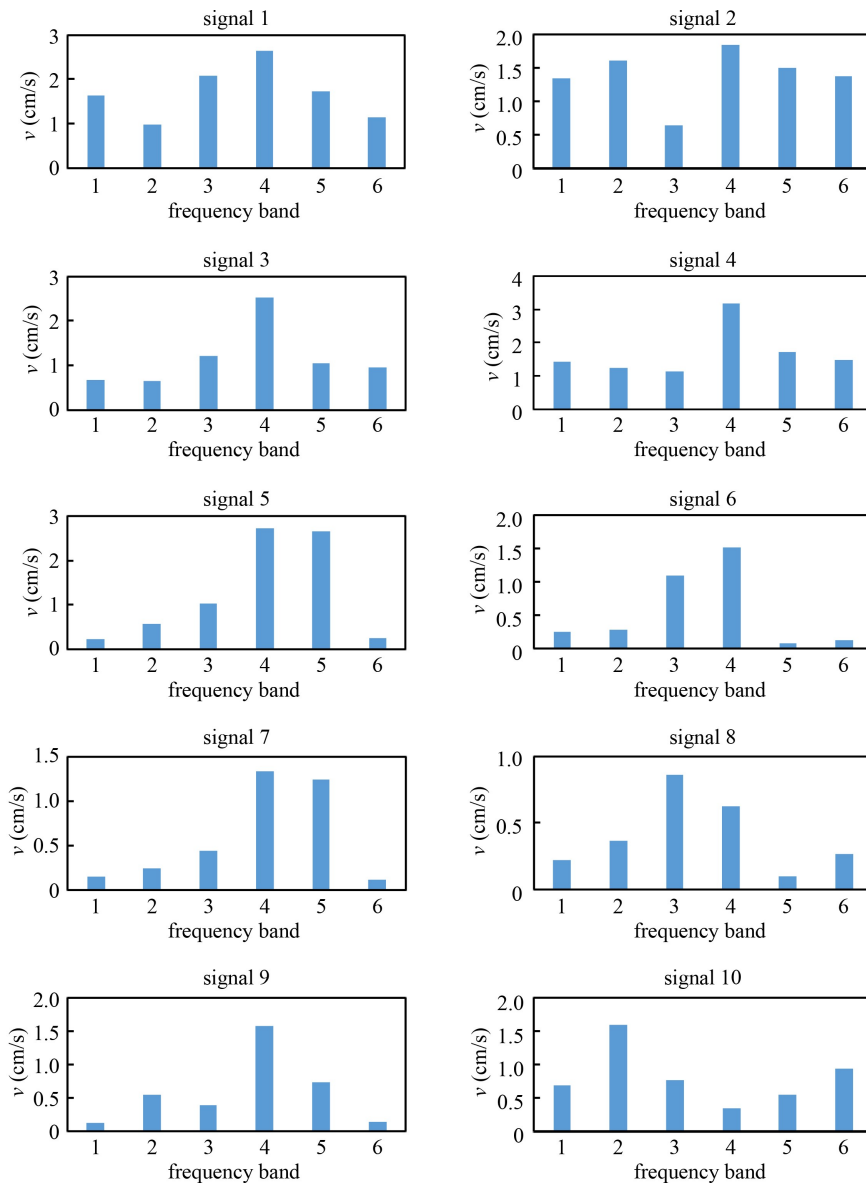 signal 1
3
2
1
0
v (cm/s)
1 2 3 4 5 6
frequency band
signal 2
2.0
1.5
1.0
0.5
0
v (cm/s)
1 2 3 4 5 6
frequency band
signal 3
3
2
1
0
v (cm/s)
1 2 3 4 5 6
frequency band
signal 4
4
3
2
1
0
v (cm/s)
1 2 3 4 5 6
frequency band
signal 5
3
2
1
0
v (cm/s)
1 2 3 4 5 6
frequency band
signal 6
2.0
1.5
1.0
0.5
0
v (cm/s)
1 2 3 4 5 6
frequency band
signal 7
1.5
1.0
0.5
0
v (cm/s)
1 2 3 4 5 6
frequency band
signal 8
1.0
0.5
0
v (cm/s)
1 2 3 4 5 6
frequency band
signal 9
2.0
1.5
1.0
0.5
0
v (cm/s)
1 2 3 4 5 6
frequency band
signal 10
2.0
1.5
1.0
0.5
0
v (cm/s)
1 2 3 4 5 6
frequency band